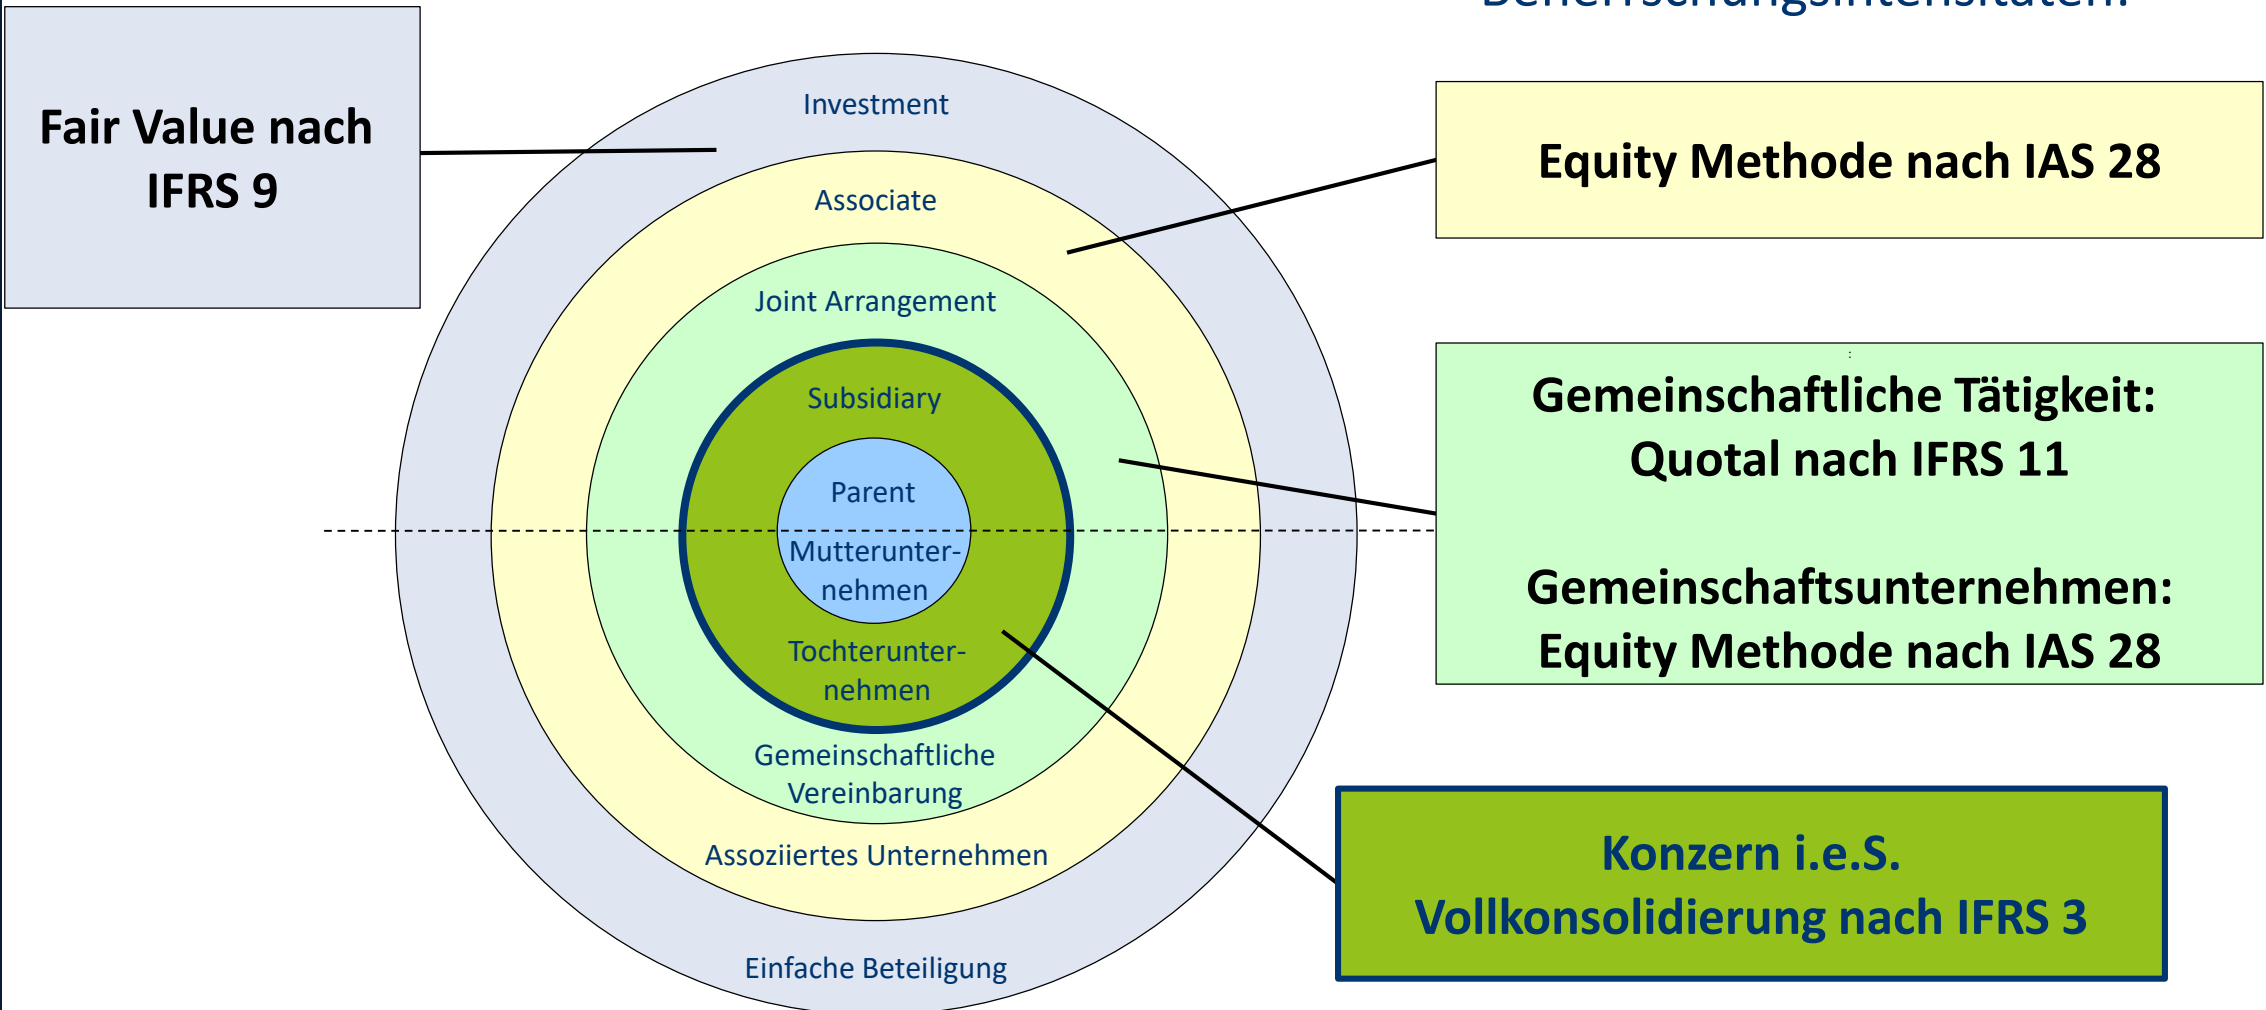 Beherrschungsintensitäten:
Fair Value nach
IFRS 9
Investment
Associate
Joint Arrangement
Subsidiary
Parent
Mutterunter-
nehmen
Tochterunter-
nehmen
Gemeinschaftliche
Vereinbarung
Assoziiertes Unternehmen
Einfache Beteiligung
Equity Methode nach IAS 28
:
Gemeinschaftliche Tätigkeit:
Quotal nach IFRS 11
Gemeinschaftsunternehmen:
Equity Methode nach IAS 28
Konzern i.e.S.
Vollkonsolidierung nach IFRS 3